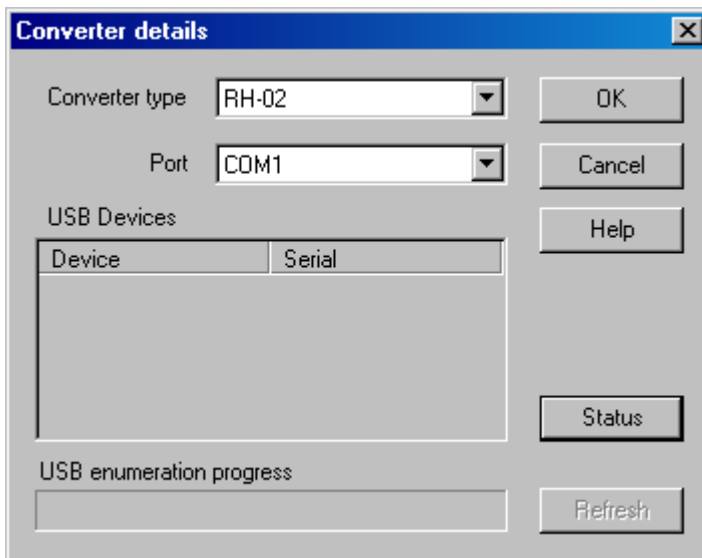 Converter details
Converter type RH-02 OK
Port COM1 Cancel
USB Devices Help
Device Serial
Status
USB enumeration progress
Refresh